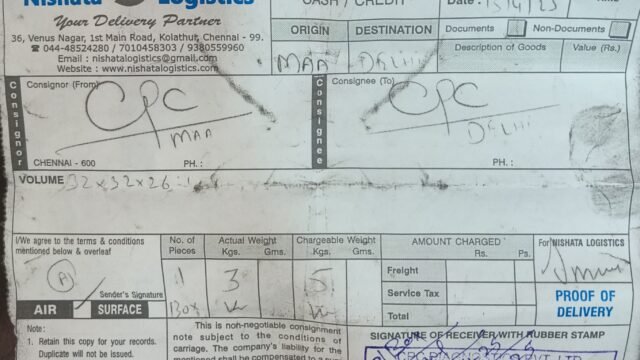 Nishata Logistics
Your Delivery Partner
36, Venus Nagar, 1st Main Road, Kolathur, Chennai - 99.
☎ 044-48524280 / 7010458303 / 9380559960
Email : nishatalogistics@gmail.com
Website : www.nishatalogistics.com
CASH / CREDIT
Date :
ORIGIN DESTINATION
MAA DELHI
Documents Non-Documents
Description of Goods Value (Rs.)
Consignor
Consignor (From)
CPC
MAA
CHENNAI - 600 PH. :
Consignee
Consignee (To)
CPC
DELHI
PH. :
VOLUME 32×32×26 : 1
I/We agree to the terms & conditions
mentioned below & overleaf
A
Sender's Signature
AIR SURFACE
No. of Pieces
1
Box
Actual Weight
Kgs. Gms.
3
Chargeable Weight
Kgs. Gms.
5
AMOUNT CHARGED
Rs. Ps.
Freight
Service Tax
Total
For NISHATA LOGISTICS
PROOF OF
DELIVERY
Note :
1. Retain this copy for your records.
Duplicate will not be issued.
This is non-negotiable consignment
note subject to the conditions of
carriage. The company's liability for the
SIGNATURE OF RECEIVER WITH RUBBER STAMP